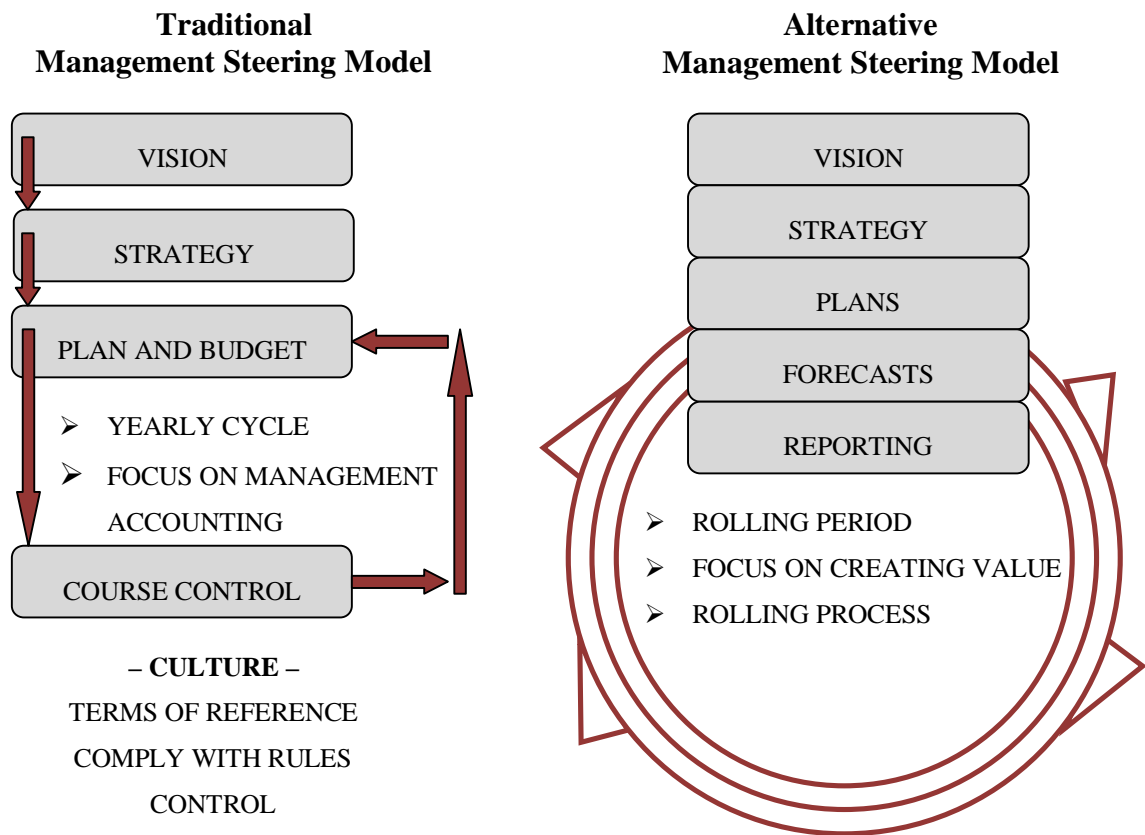 Traditional
Management Steering Model
VISION
STRATEGY
PLAN AND BUDGET
➢ YEARLY CYCLE
➢ FOCUS ON MANAGEMENT
ACCOUNTING
COURSE CONTROL
– CULTURE –
TERMS OF REFERENCE
COMPLY WITH RULES
CONTROL
Alternative
Management Steering Model
VISION
STRATEGY
PLANS
FORECASTS
REPORTING
➢ ROLLING PERIOD
➢ FOCUS ON CREATING VALUE
➢ ROLLING PROCESS